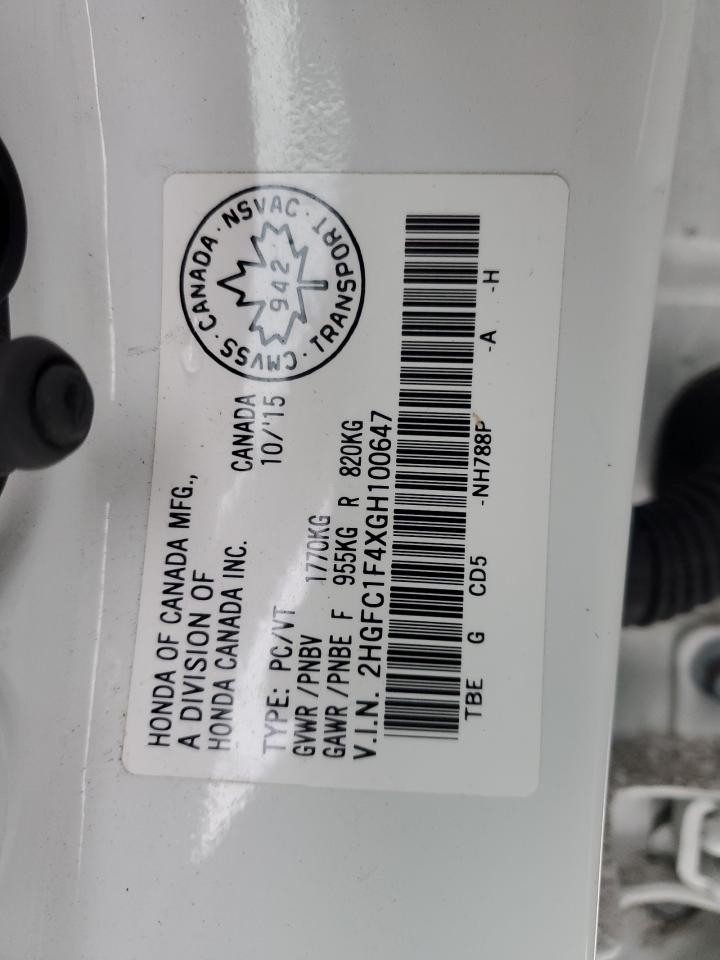 HONDA OF CANADA MFG.,
A DIVISION OF
HONDA CANADA INC.
CANADA
10/'15
TYPE: PC/VT
GVWR /PNBV 1770KG
GAWR /PNBE F 955KG R 820KG
V.I.N. 2HGFC1F4XGH100647
TBE G CD5 -NH788P -A -H
CANADA · NSVAC · TRANSPORT · CMVSS ·
942